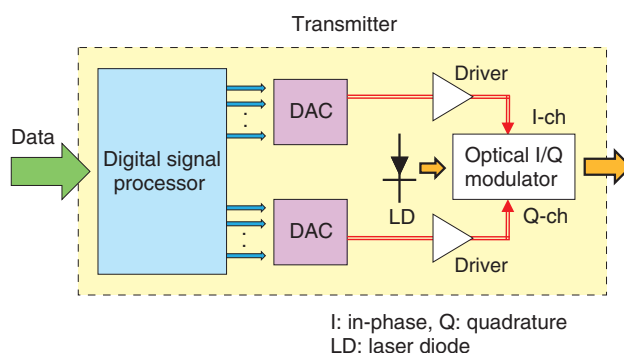 Transmitter
Driver
DAC
I-ch
Data
Digital signal
processor
Optical I/Q
modulator
LD
Q-ch
DAC
Driver
I: in-phase, Q: quadrature
LD: laser diode